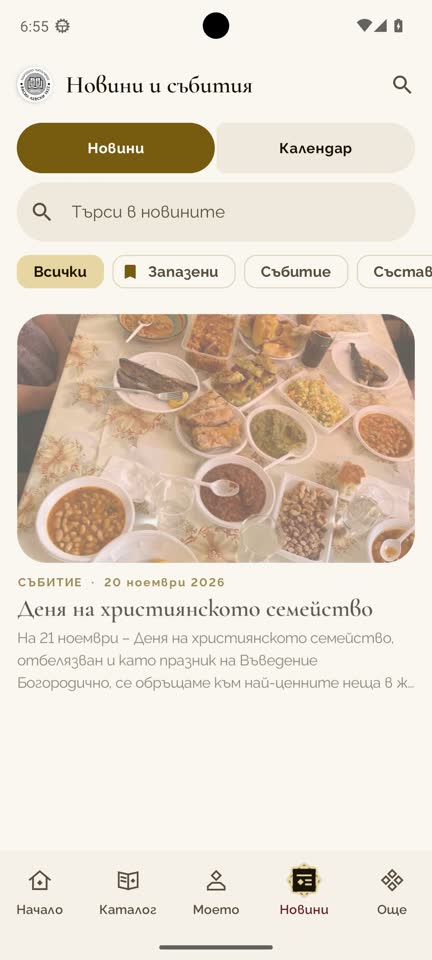 6:55
Новини и събития
Новини
Календар
Търси в новините
Всички
Запазени
Събитие
Състав
СЪБИТИЕ · 20 ноември 2026
Деня на християнското семейство
На 21 ноември – Деня на християнското семейство,
отбелязван и като празник на Въведение
Богородично, се обръщаме към най-ценните неща в ж…
Начало
Каталог
Моето
Новини
Още